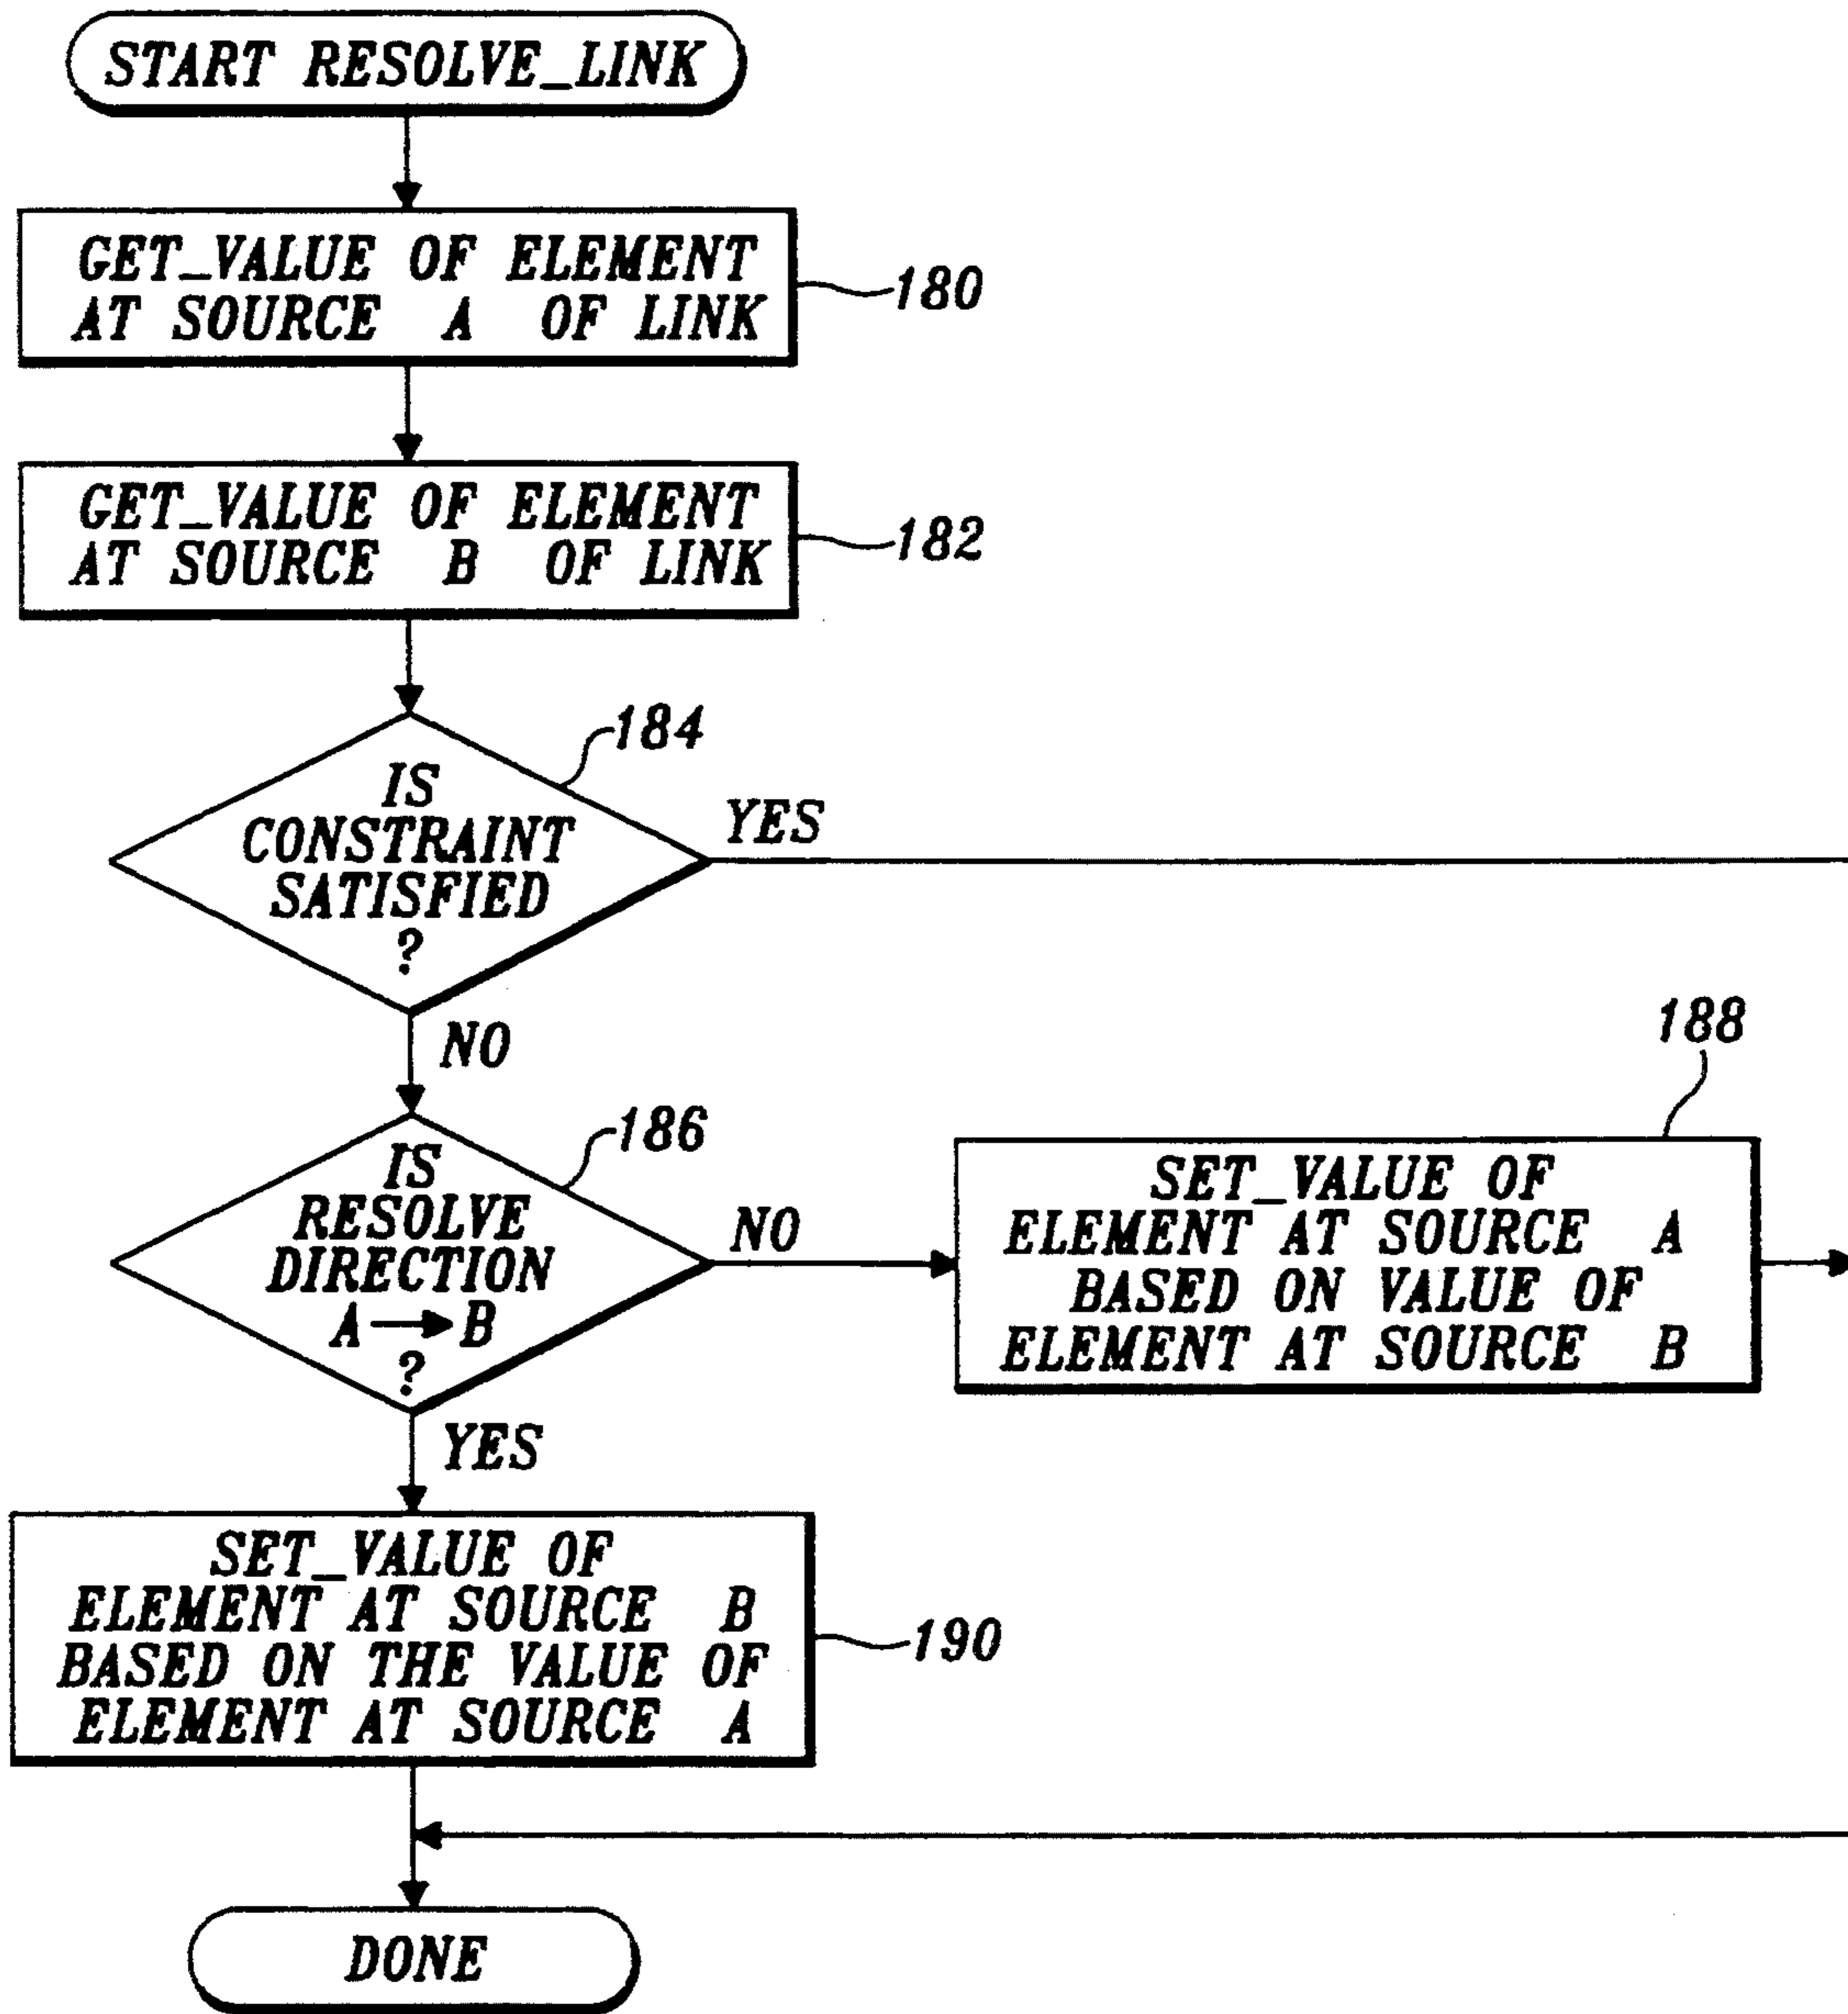 START RESOLVE_LINK
GET_VALUE OF ELEMENT
AT SOURCE A OF LINK
180
GET_VALUE OF ELEMENT
AT SOURCE B OF LINK
182
184
IS
CONSTRAINT
SATISFIED
?
YES
NO
186
IS
RESOLVE
DIRECTION
A → B
?
NO
188
SET_VALUE OF
ELEMENT AT SOURCE A
BASED ON VALUE OF
ELEMENT AT SOURCE B
YES
SET_VALUE OF
ELEMENT AT SOURCE B
BASED ON THE VALUE OF
ELEMENT AT SOURCE A
190
DONE